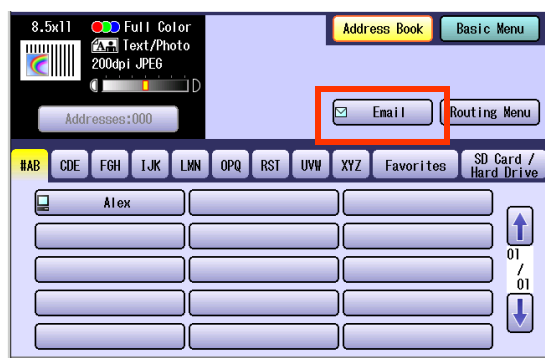 8.5x11 Full Color
Text/Photo
200dpi JPEG
D
Addresses:000
Address Book Basic Menu
Email Routing Menu
#AB CDE FGH IJK LMN OPQ RST UVW XYZ Favorites SD Card / Hard Drive
Alex
01
/
01